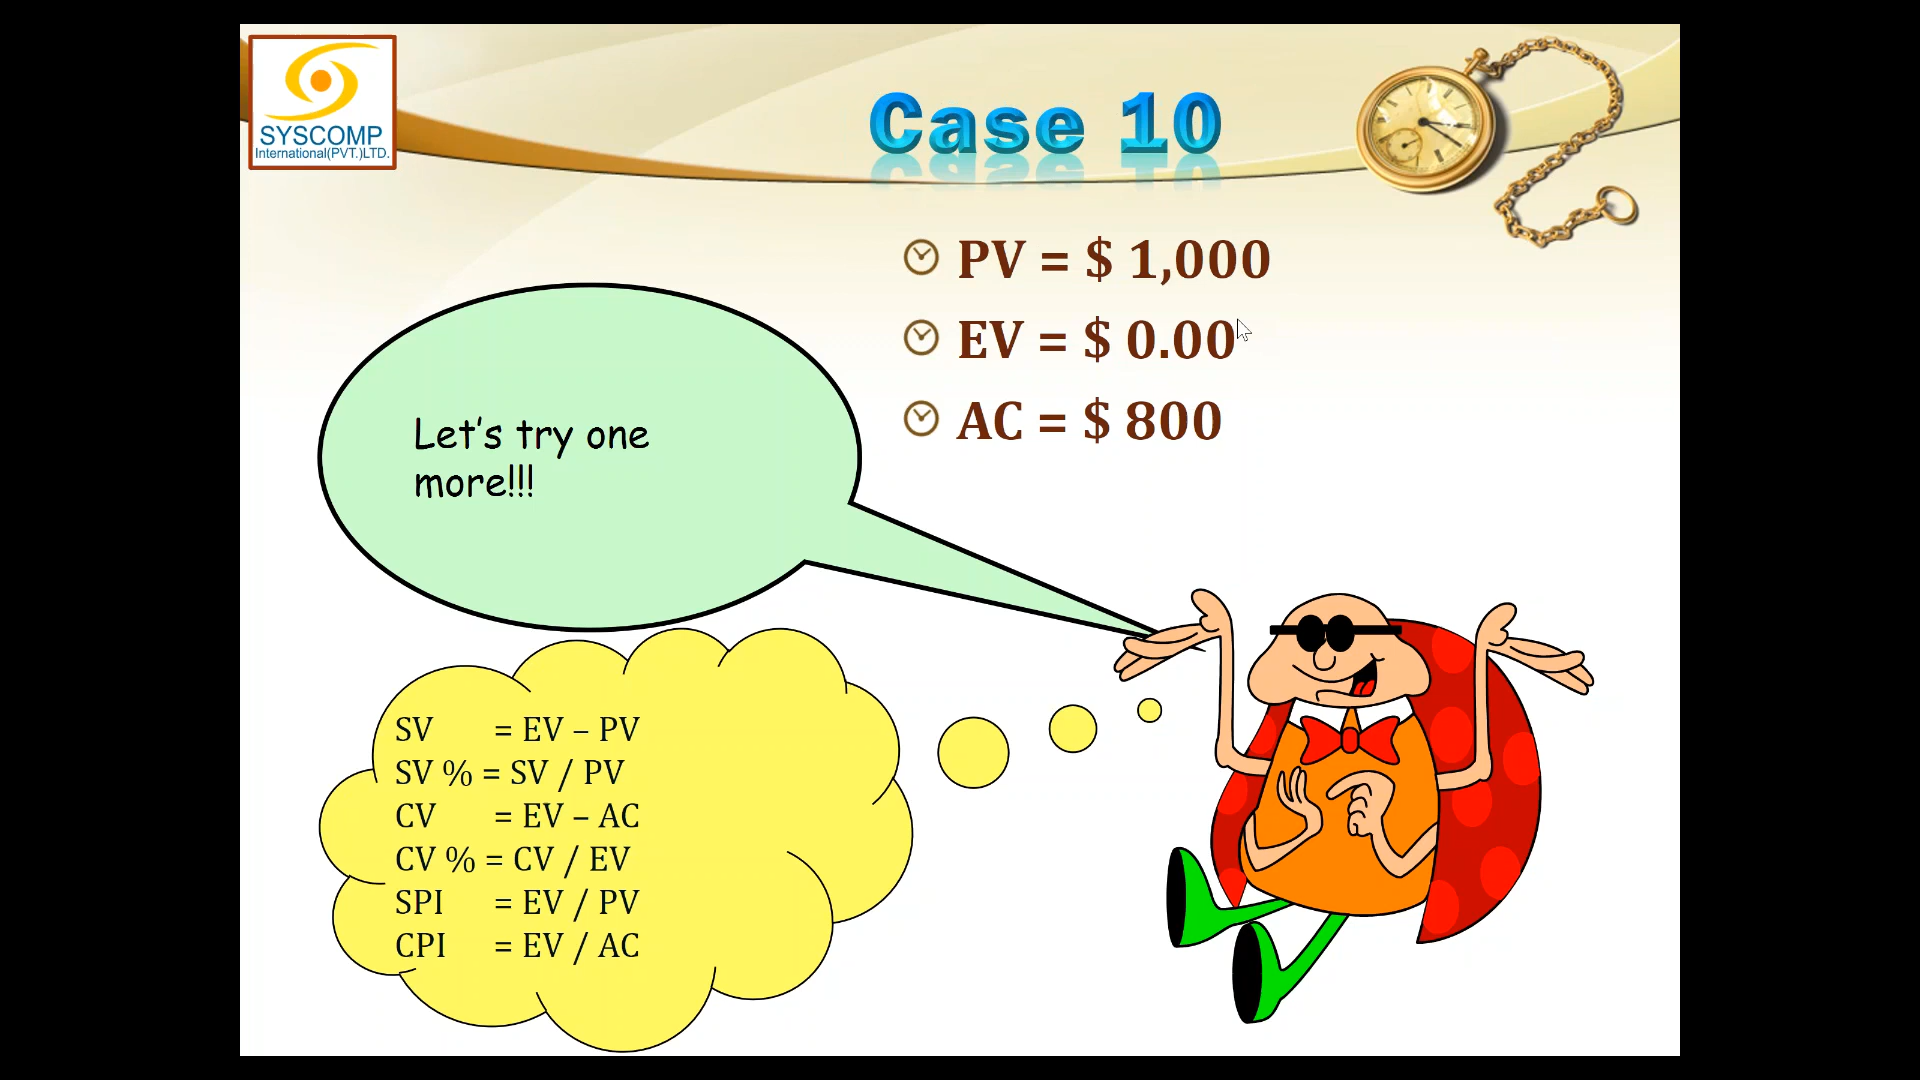 SYSCOMP
International(PVT.)LTD.
Case 10
PV = $ 1,000
EV = $ 0.00
AC = $ 800
Let's try one
more!!!
SV = EV – PV
SV % = SV / PV
CV = EV – AC
CV % = CV / EV
SPI = EV / PV
CPI = EV / AC